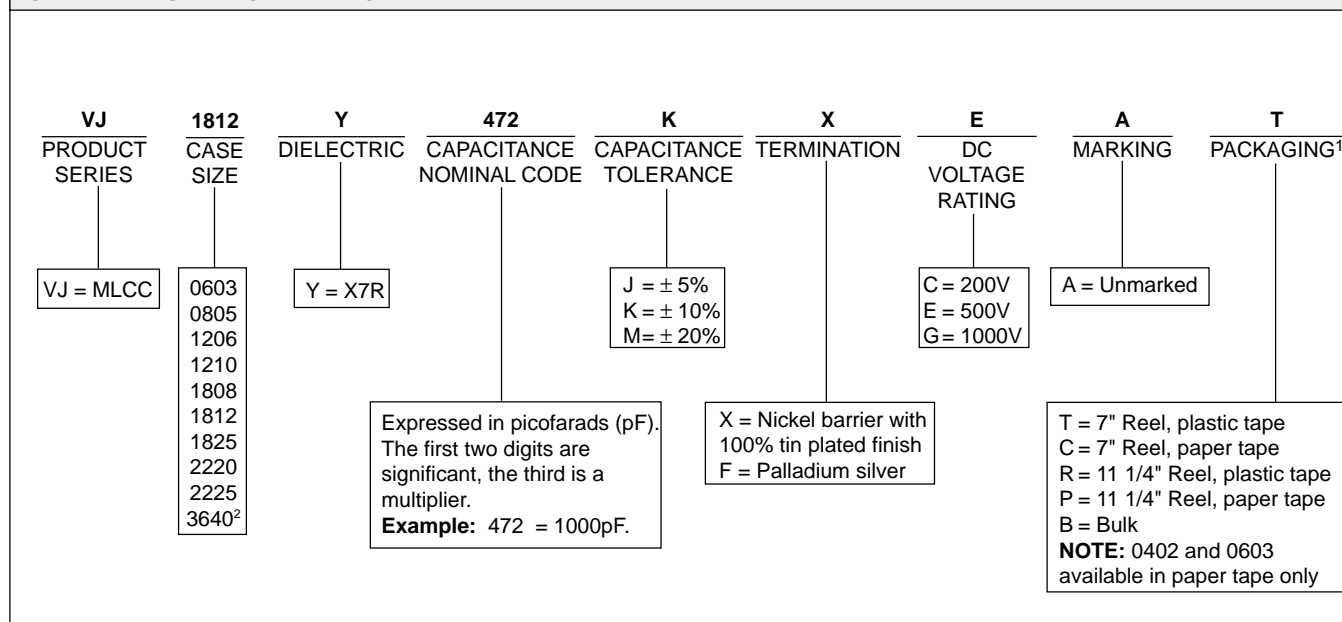 VJ 1812 Y 472 K X E A T
PRODUCT SERIES
CASE SIZE
DIELECTRIC
CAPACITANCE NOMINAL CODE
CAPACITANCE TOLERANCE
TERMINATION
DC VOLTAGE RATING
MARKING
PACKAGING1
VJ = MLCC
0603
0805
1206
1210
1808
1812
1825
2220
2225
3640²
Y = X7R
J = ± 5%
K = ± 10%
M= ± 20%
C = 200V
E = 500V
G = 1000V
A = Unmarked
Expressed in picofarads (pF).
The first two digits are
significant, the third is a
multiplier.
Example: 472 = 1000pF.
X = Nickel barrier with
100% tin plated finish
F = Palladium silver
T = 7" Reel, plastic tape
C = 7" Reel, paper tape
R = 11 1/4" Reel, plastic tape
P = 11 1/4" Reel, paper tape
B = Bulk
NOTE: 0402 and 0603
available in paper tape only